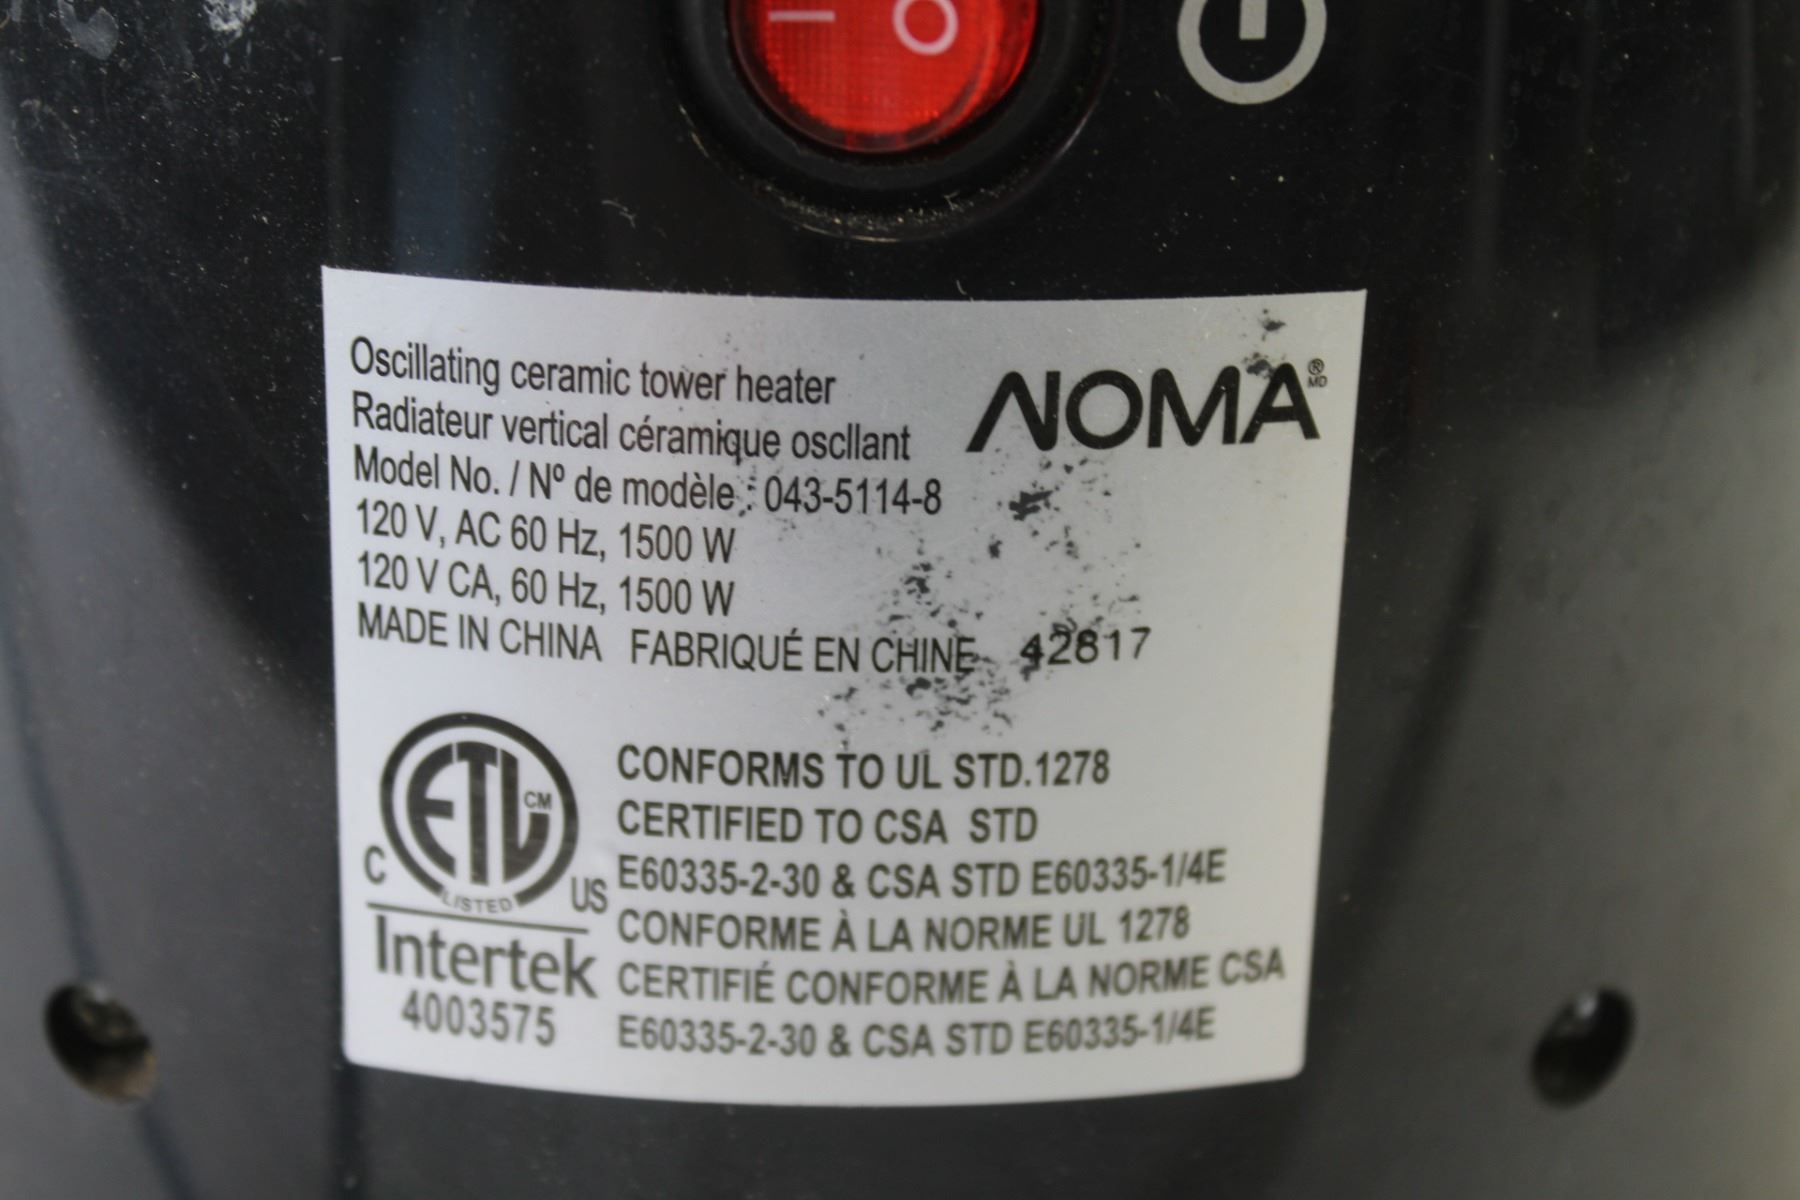 Oscillating ceramic tower heater
NOMA ® MD
Radiateur vertical céramique oscllant
Model No. / Nº de modèle : 043-5114-8
120 V, AC 60 Hz, 1500 W
120 V CA, 60 Hz, 1500 W
MADE IN CHINA FABRIQUÉ EN CHINE 42817
ETL CM
LISTED
C US
Intertek
4003575
CONFORMS TO UL STD.1278
CERTIFIED TO CSA STD
E60335-2-30 & CSA STD E60335-1/4E
CONFORME À LA NORME UL 1278
CERTIFIÉ CONFORME À LA NORME CSA
E60335-2-30 & CSA STD E60335-1/4E